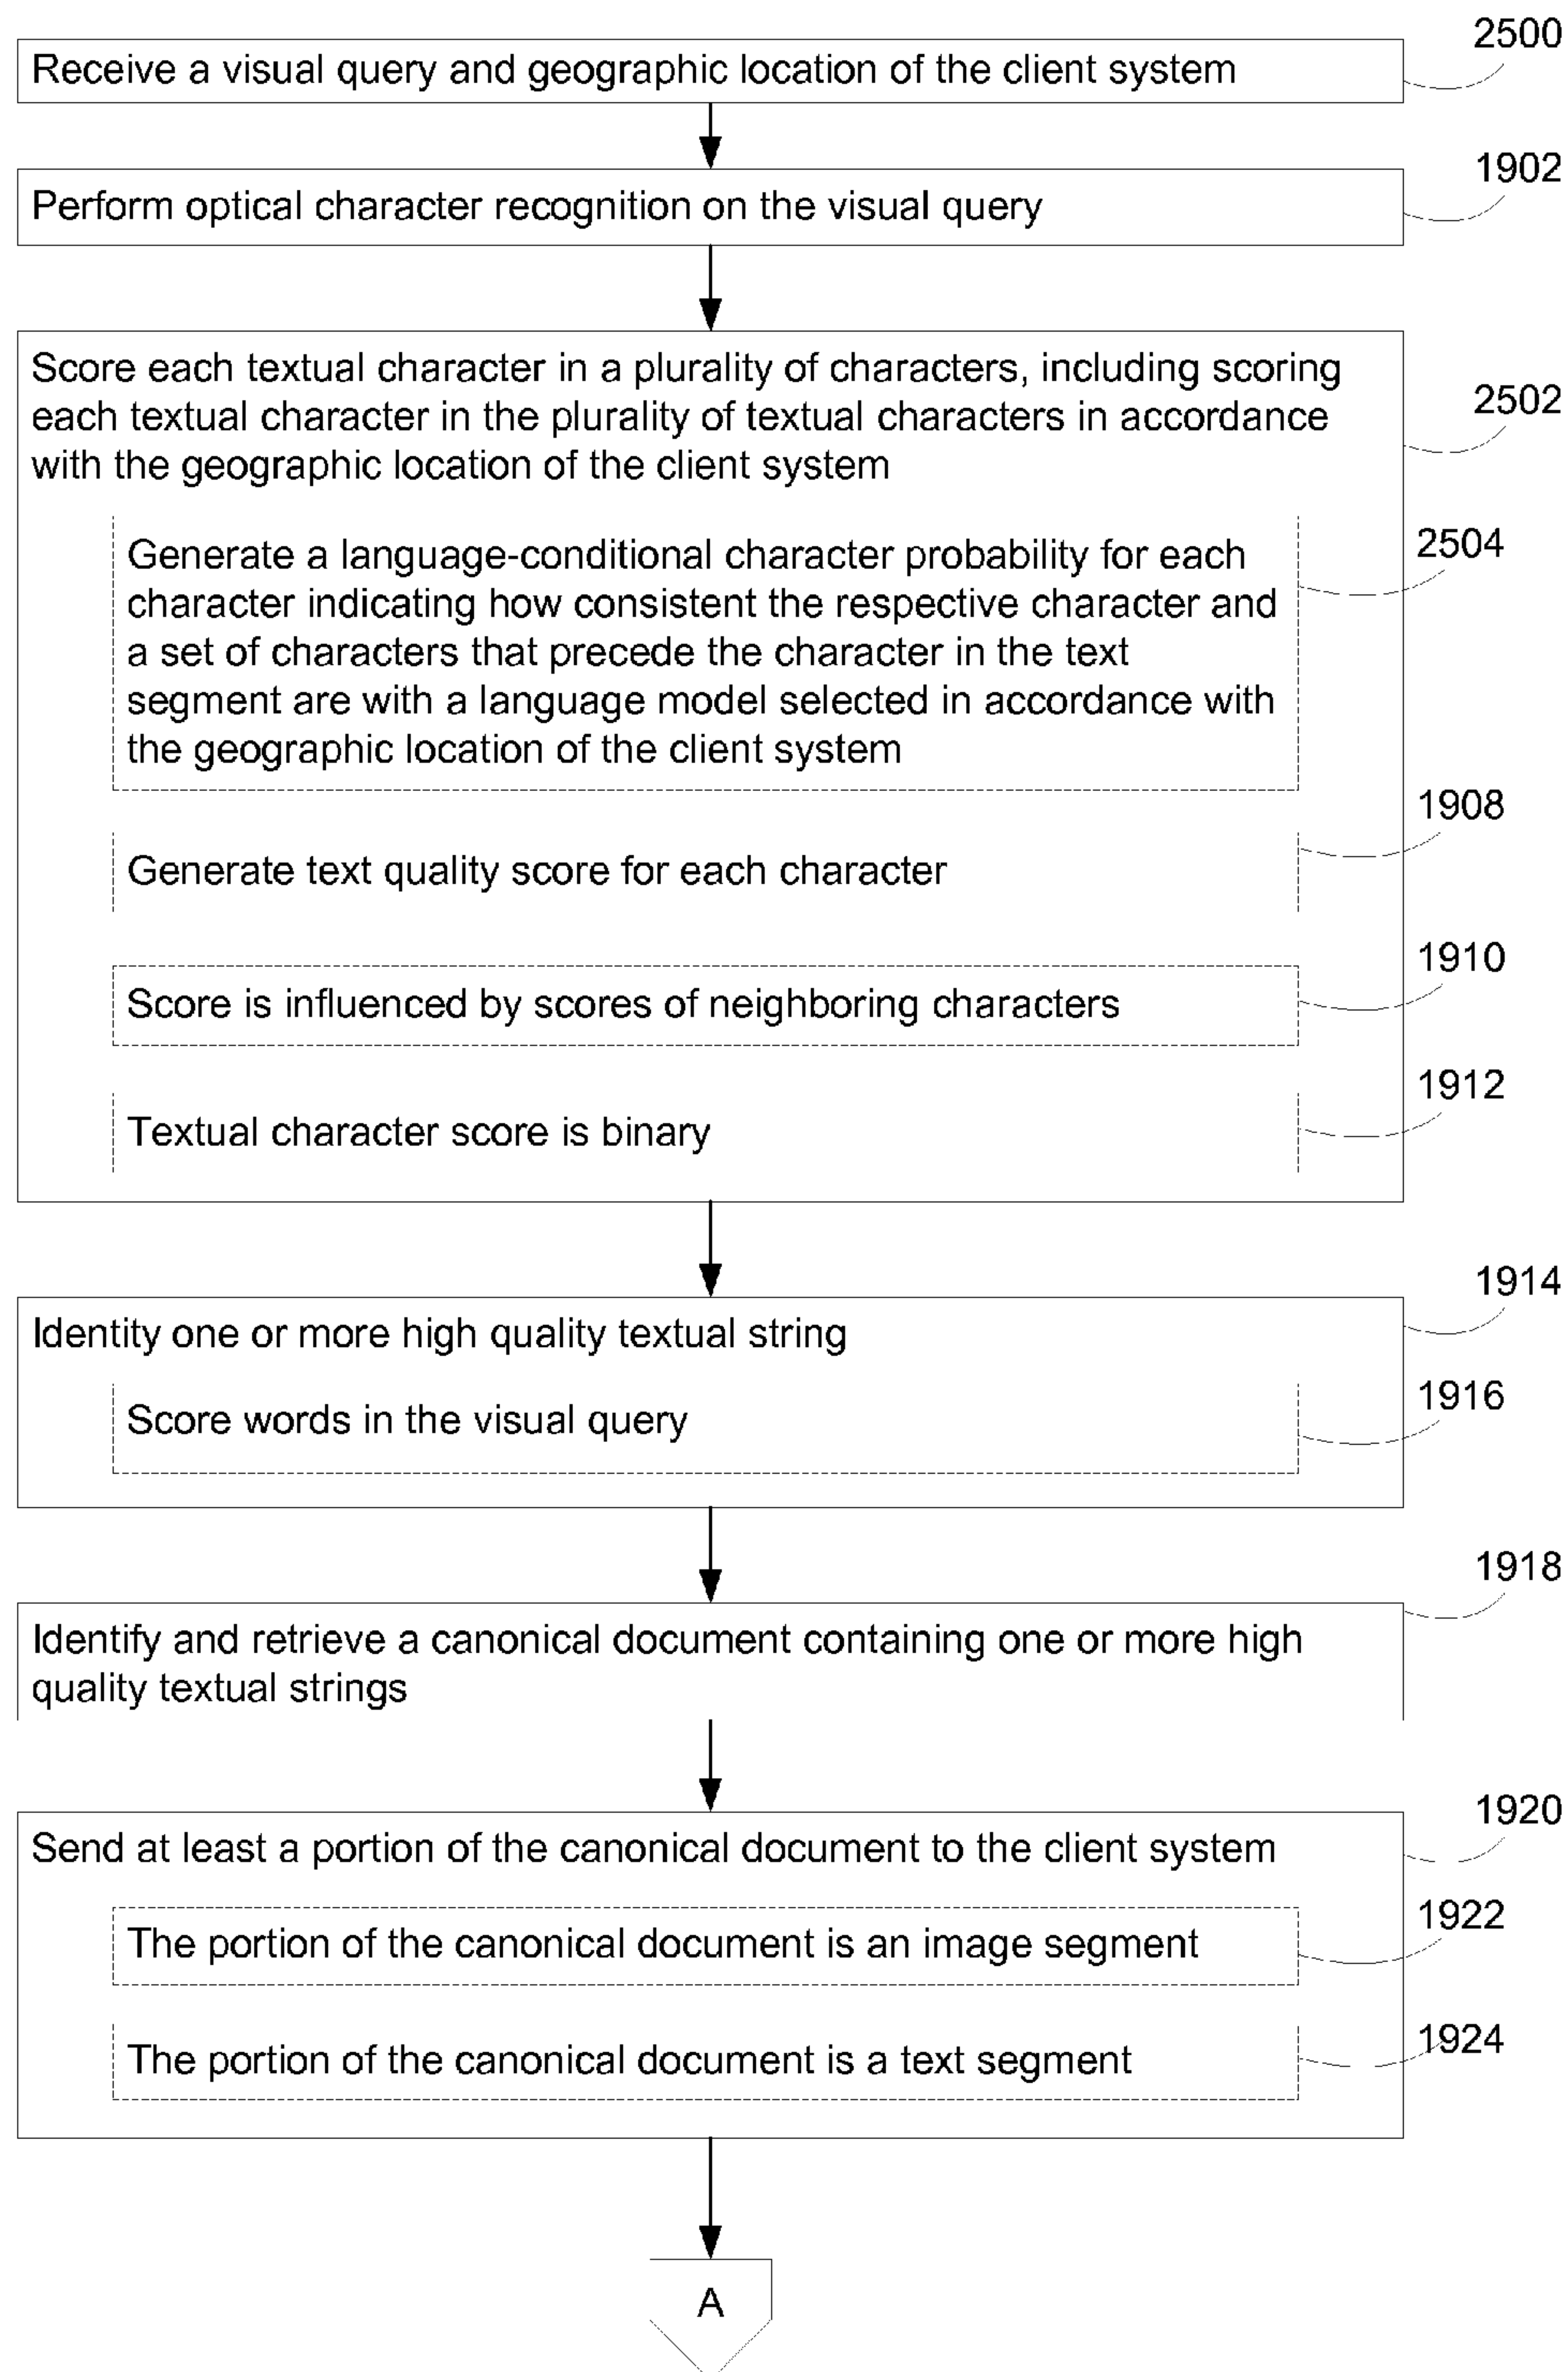 2500
Receive a visual query and geographic location of the client system
1902
Perform optical character recognition on the visual query
Score each textual character in a plurality of characters, including scoring
each textual character in the plurality of textual characters in accordance
with the geographic location of the client system
2502
Generate a language-conditional character probability for each
character indicating how consistent the respective character and
a set of characters that precede the character in the text
segment are with a language model selected in accordance with
the geographic location of the client system
2504
1908
Generate text quality score for each character
1910
Score is influenced by scores of neighboring characters
1912
Textual character score is binary
1914
Identity one or more high quality textual string
1916
Score words in the visual query
1918
Identify and retrieve a canonical document containing one or more high
quality textual strings
1920
Send at least a portion of the canonical document to the client system
1922
The portion of the canonical document is an image segment
1924
The portion of the canonical document is a text segment
A